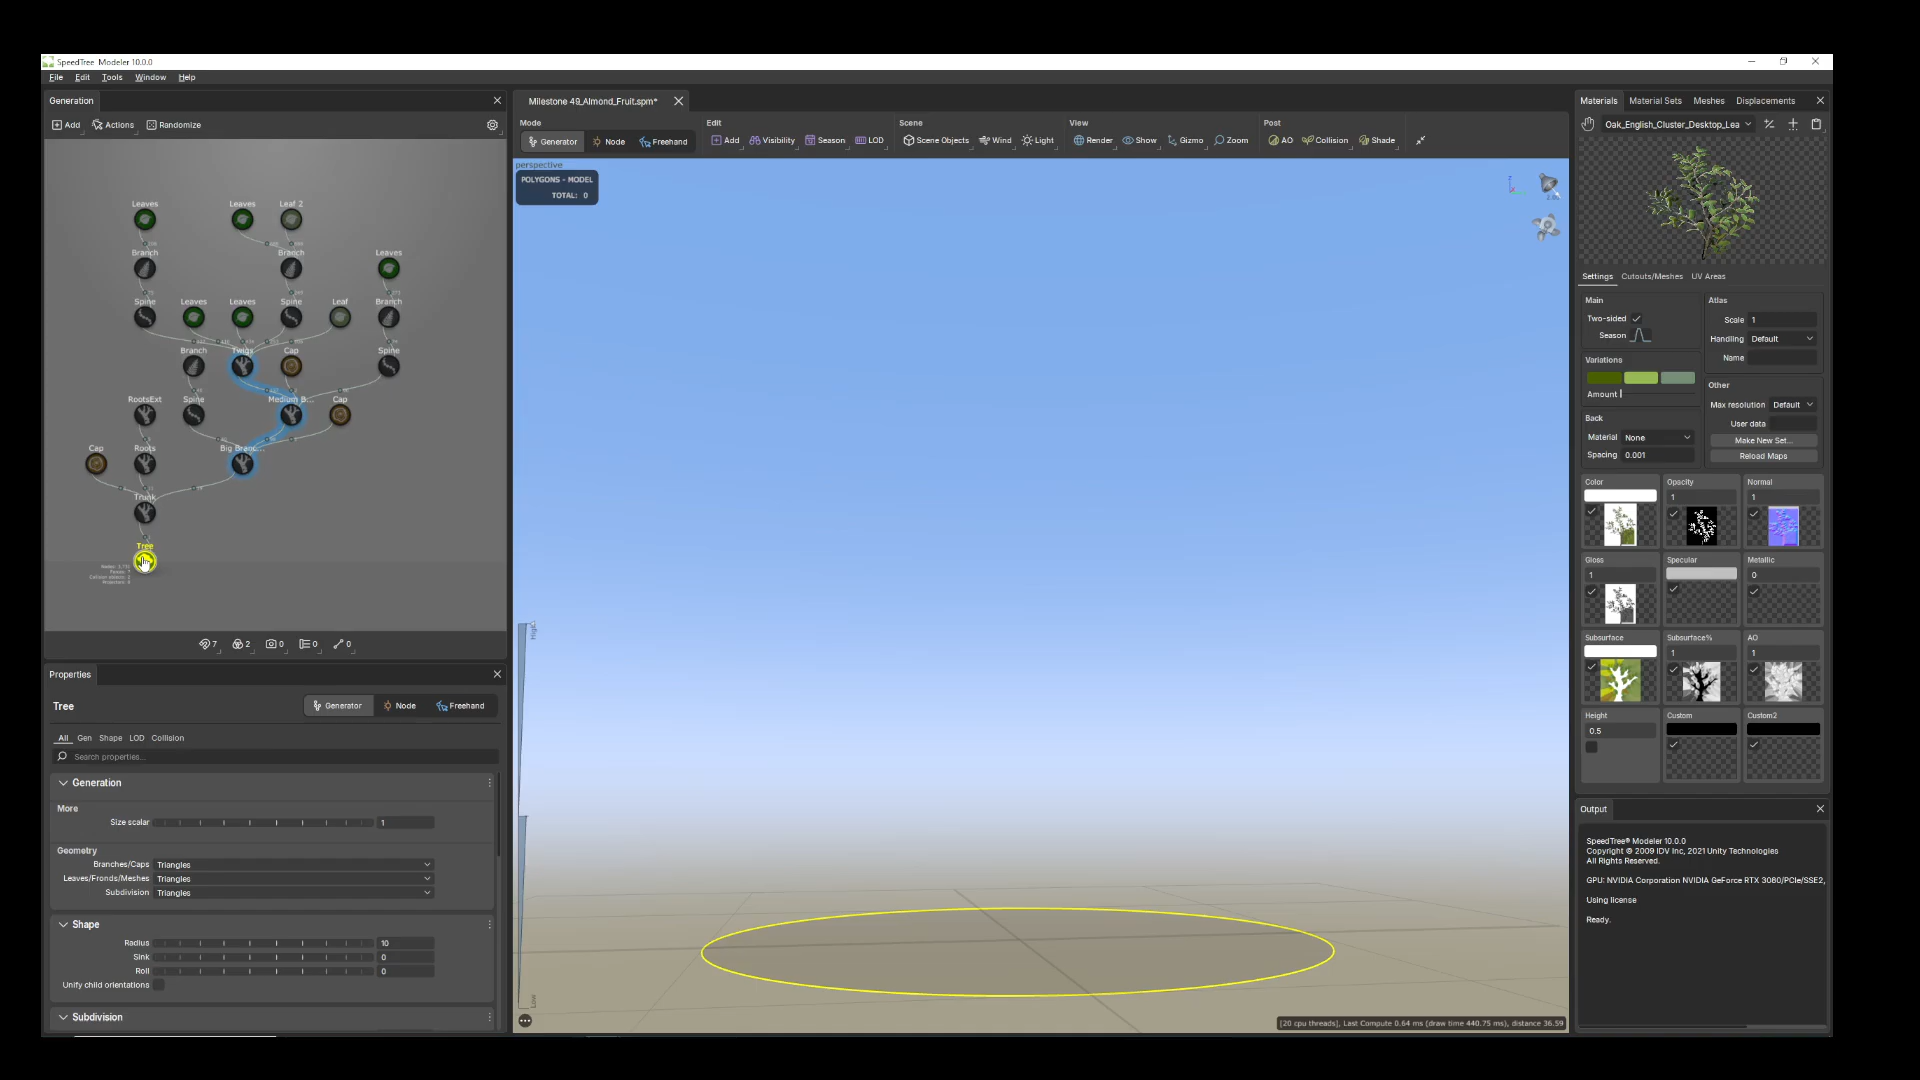 SpeedTree Modeler 10.0.0
File Edit Tools Window Help
Generation
Add Actions Randomize
Leaves Leaves Leaf 2
Branch Branch Leaves
Spine Leaves Leaves Spine Leaf Branch
Branch Twigs Cap Spine
RootsExt Spine Medium B... Cap
Cap Roots Big Branc...
Trunk
Tree
7 2 0 0 0
Properties
Tree Generator Node Freehand
All Gen Shape LOD Collision
Search properties...
Generation
More
Size scalar 1
Geometry
Branches/Caps Triangles
Leaves/Fronds/Meshes Triangles
Subdivision Triangles
Shape
Radius 10
Sink 0
Roll 0
Unify child orientations
Subdivision
Milestone 49_Almond_Fruit.spm*
Mode Edit Scene View Post
Generator Node Freehand Add Visibility Season LOD Scene Objects Wind Light Render Show Gizmo Zoom AO Collision Shade
perspective
POLYGONS - MODEL
TOTAL: 0
High
Low
[20 cpu threads], Last Compute 0.64 ms (draw time 440.75 ms), distance 36.59
Materials Material Sets Meshes Displacements
Oak_English_Cluster_Desktop_Lea
Settings Cutouts/Meshes UV Areas
Main
Two-sided
Season
Variations
Amount
Back
Material None
Spacing 0.001
Atlas
Scale 1
Handling Default
Name
Other
Max resolution Default
User data
Make New Set...
Reload Maps
Color Opacity Normal
1 1
Gloss Specular Metallic
1 0
Subsurface Subsurface% AO
1 1
Height Custom Custom2
0.5
Output
SpeedTree® Modeler 10.0.0
Copyright © 2009 IDV Inc, 2021 Unity Technologies
All Rights Reserved.
GPU: NVIDIA Corporation NVIDIA GeForce RTX 3080/PCIe/SSE2,
Using license
Ready.